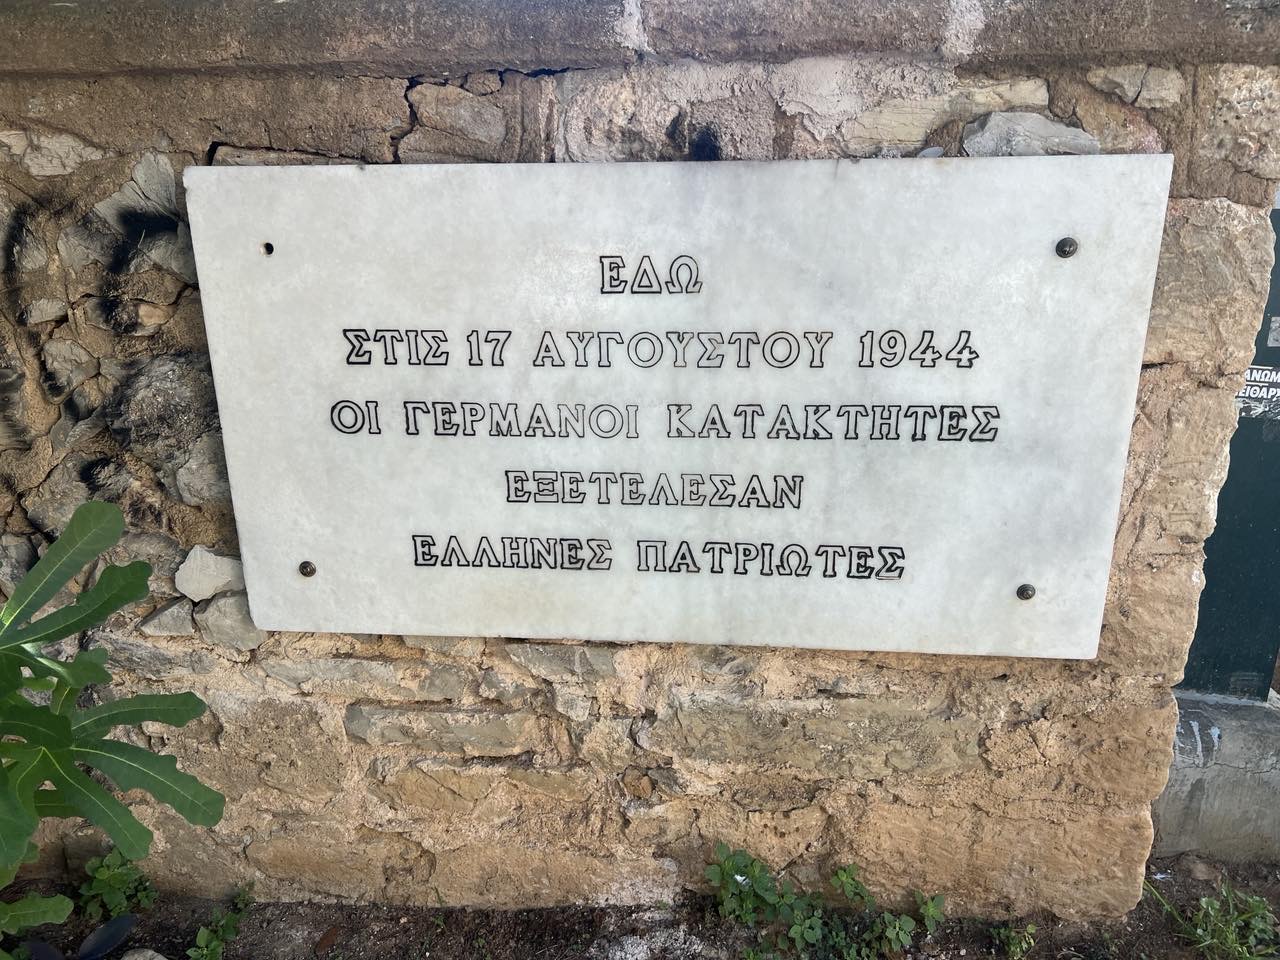 ΕΔΩ
ΣΤΙΣ 17 ΑΥΓΟΥΣΤΟΥ 1944
ΟΙ ΓΕΡΜΑΝΟΙ ΚΑΤΑΚΤΗΤΕΣ
ΕΞΕΤΕΛΕΣΑΝ
ΕΛΛΗΝΕΣ ΠΑΤΡΙΩΤΕΣ